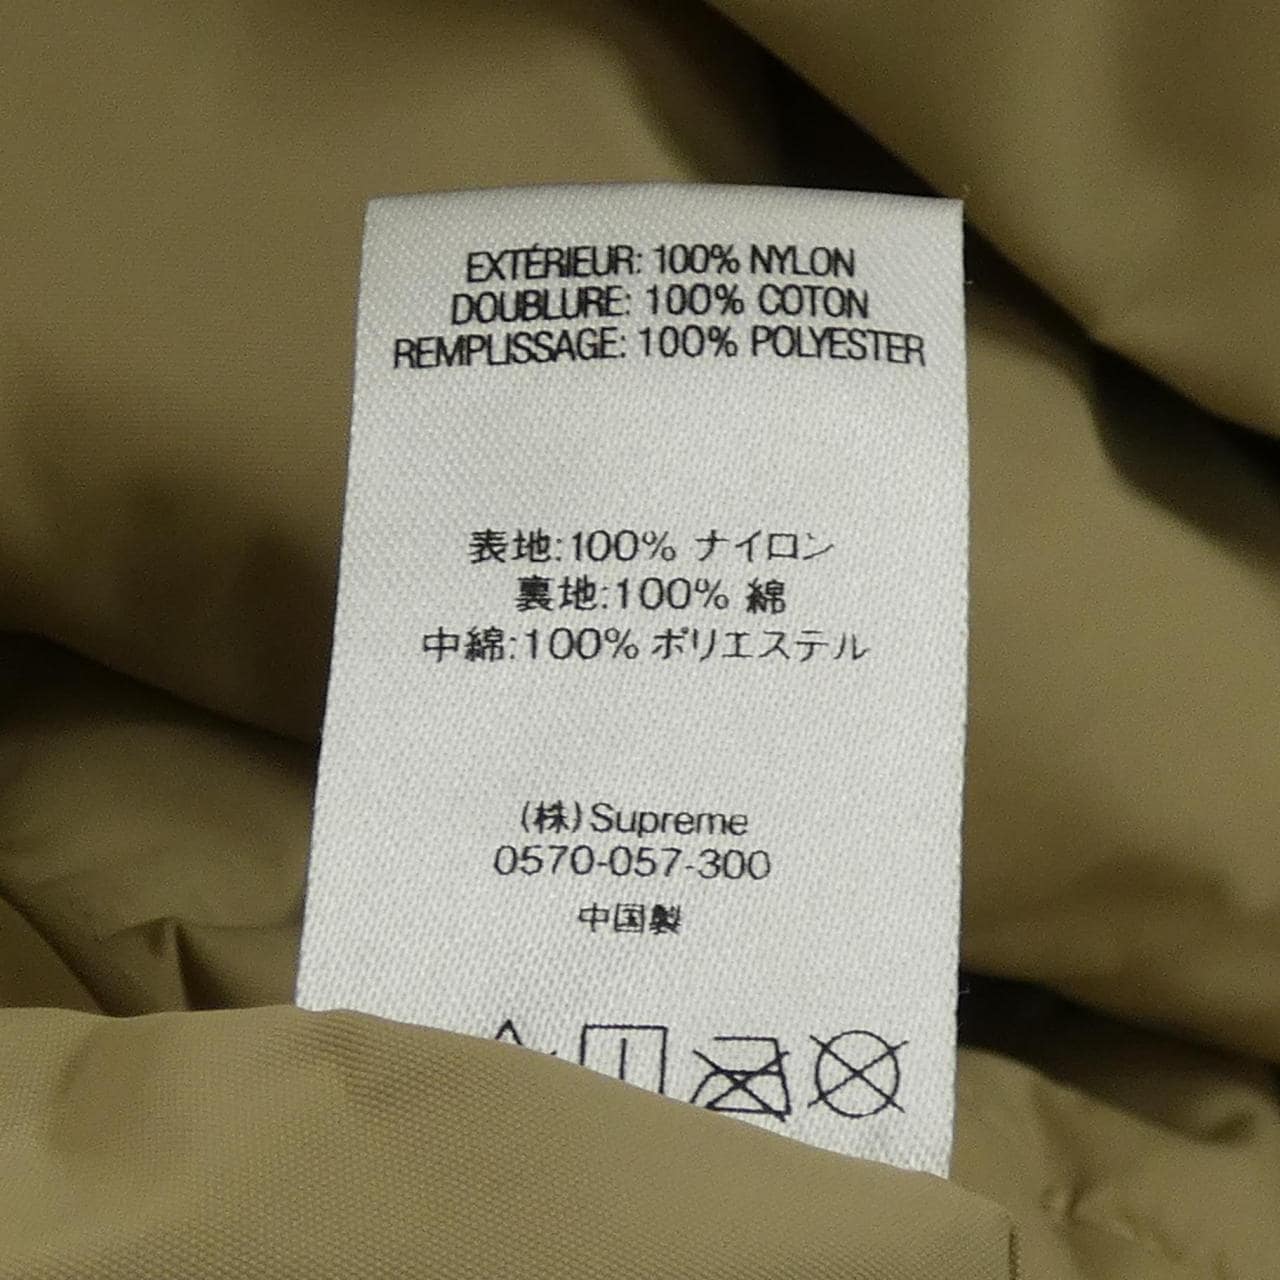 EXTÉRIEUR: 100% NYLON
DOUBLURE: 100% COTON
REMPLISSAGE: 100% POLYESTER
表地:100% ナイロン
裏地:100% 綿
中綿:100% ポリエステル
(株)Supreme
0570-057-300
中国製